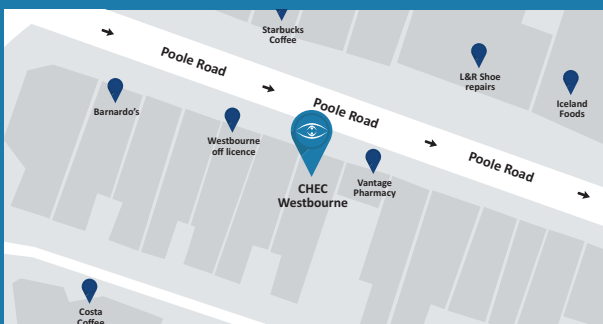 Starbucks
Coffee
Poole Road
L&R Shoe
repairs
Barnardo's
Iceland
Foods
Poole Road
Westbourne
off licence
Poole Road
Vantage
Pharmacy
CHEC
Westbourne
Costa
Coffee